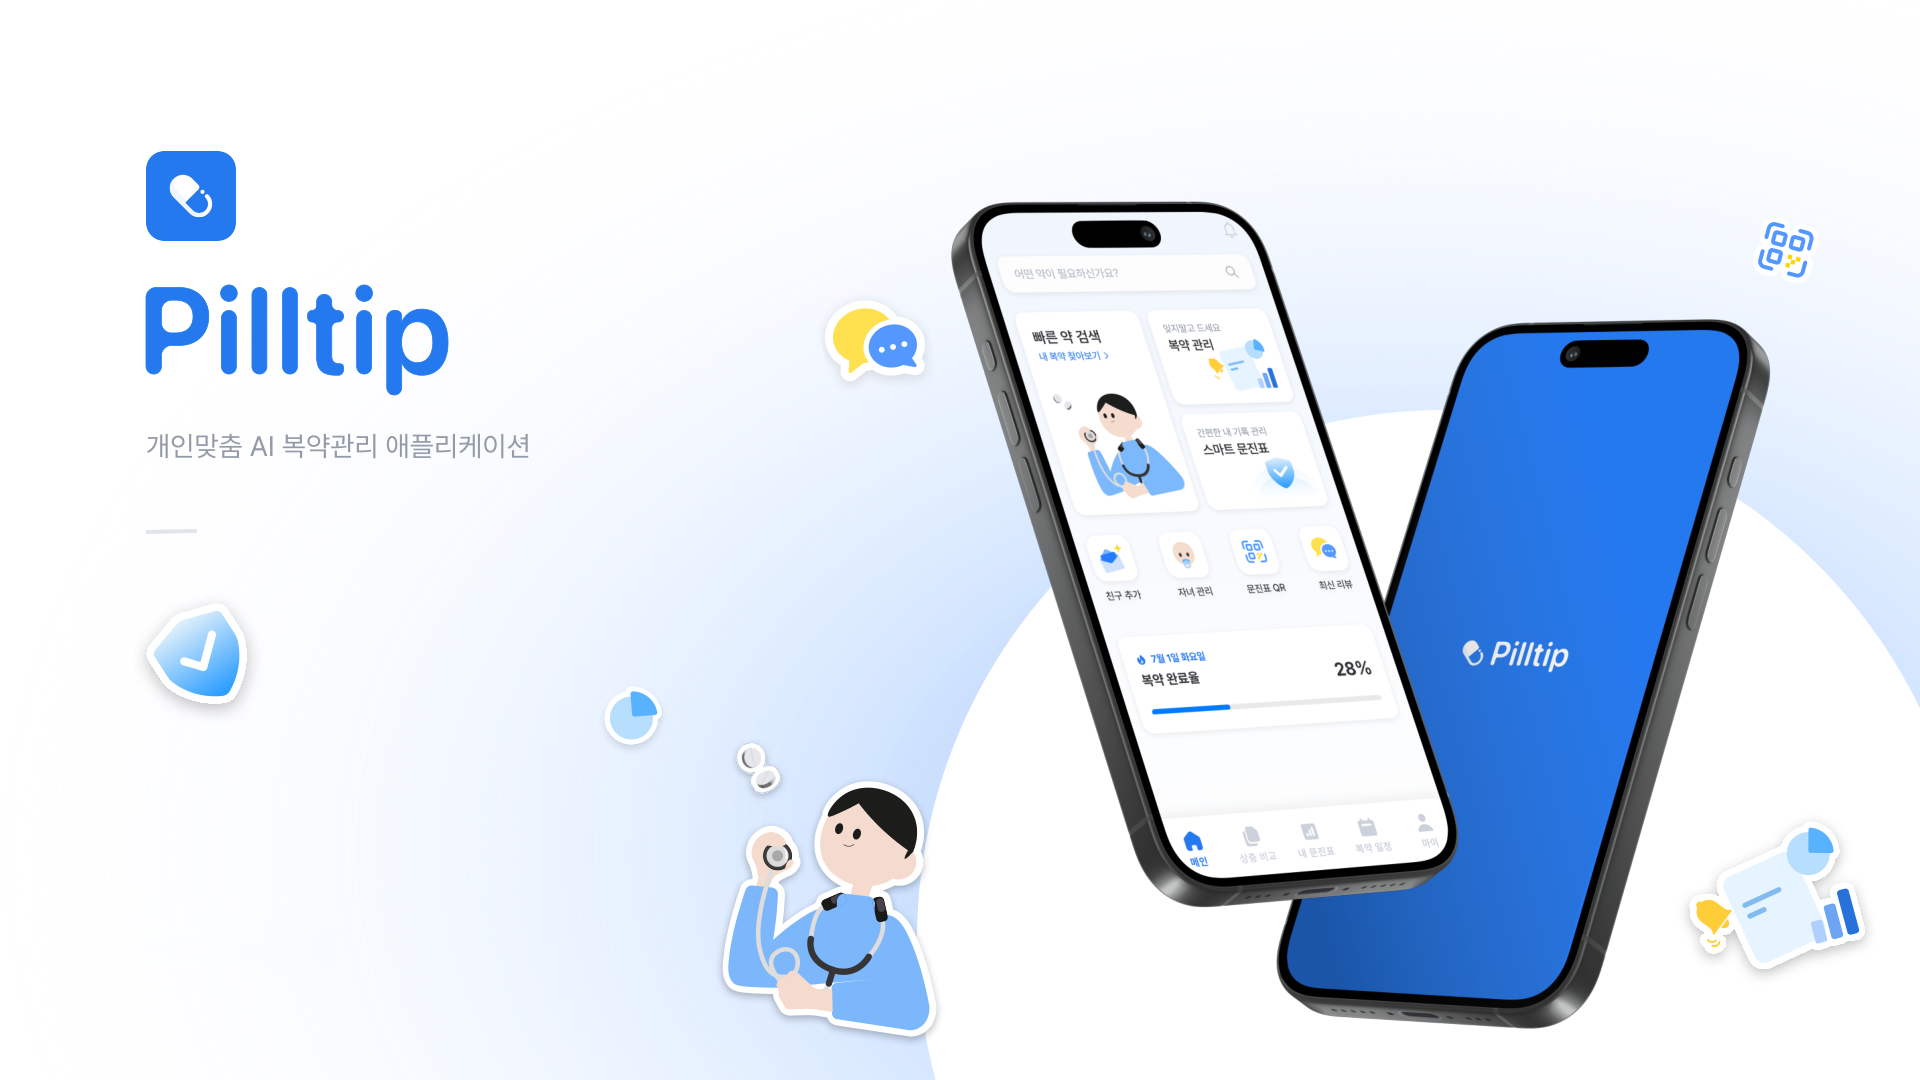 Pilltip
개인맞춤 AI 복약관리 애플리케이션
어떤 약이 필요하신가요?
빠른 약 검색
내 복약 찾아보기 >
잊지말고 드세요
복약 관리
간편한 내 기록 관리
스마트 문진표
친구 추가
자녀 관리
문진표 QR
최신 리뷰
7월 1일 화요일
복약 완료율
28%
메인
상충 비교
내 문진표
복약 일정
마이
Pilltip